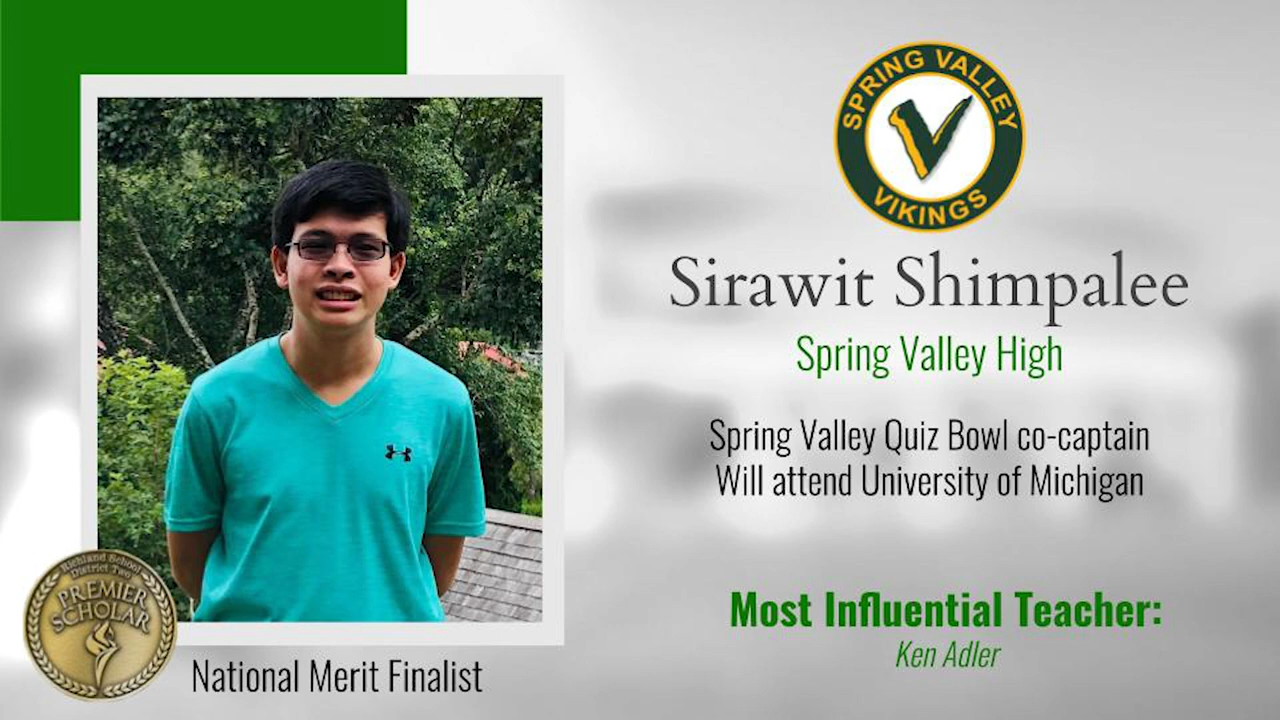 SPRING VALLEY
V
VIKINGS
Sirawit Shimpalee
Spring Valley High
Spring Valley Quiz Bowl co-captain
Will attend University of Michigan
Most Influential Teacher:
Ken Adler
Richland School
District Two
PREMIER
SCHOLAR
National Merit Finalist